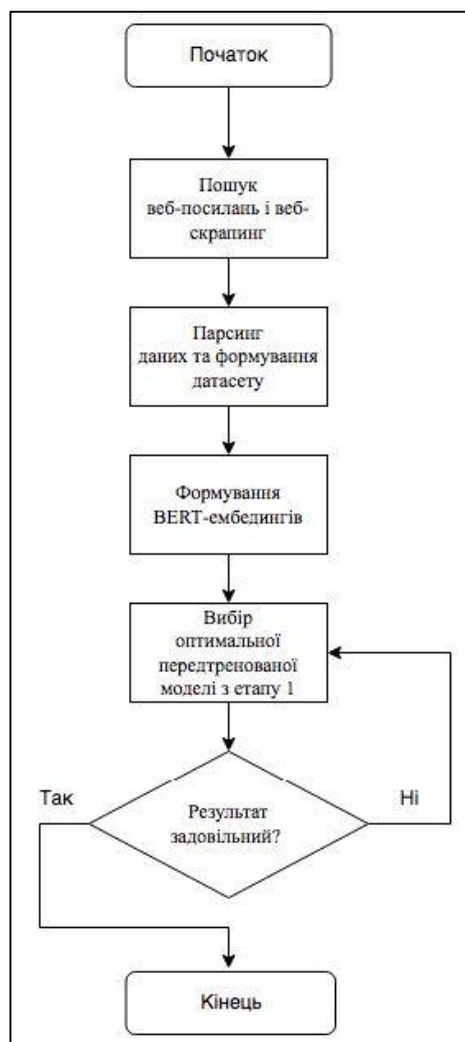 Початок
Пошук
веб-посилань і веб-
скрапинг
Парсинг
даних та формування
датасету
Формування
BERT-ембедингів
Вибір
оптимальної
передтренованої
моделі з етапу 1
Так
Ні
Результат
задовільний?
Кінець